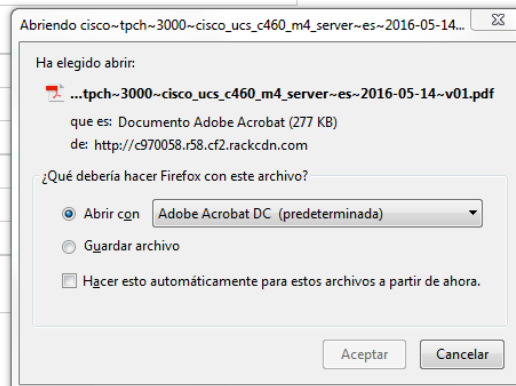 Abriendo cisco~tpch~3000~cisco_ucs_c460_m4_server~es~2016-05-14...
Ha elegido abrir:
...tpch~3000~cisco_ucs_c460_m4_server~es~2016-05-14~v01.pdf
que es: Documento Adobe Acrobat (277 KB)
de: http://c970058.r58.cf2.rackcdn.com
¿Qué debería hacer Firefox con este archivo?
Abrir con Adobe Acrobat DC (predeterminada)
Guardar archivo
Hacer esto automáticamente para estos archivos a partir de ahora.
Aceptar Cancelar